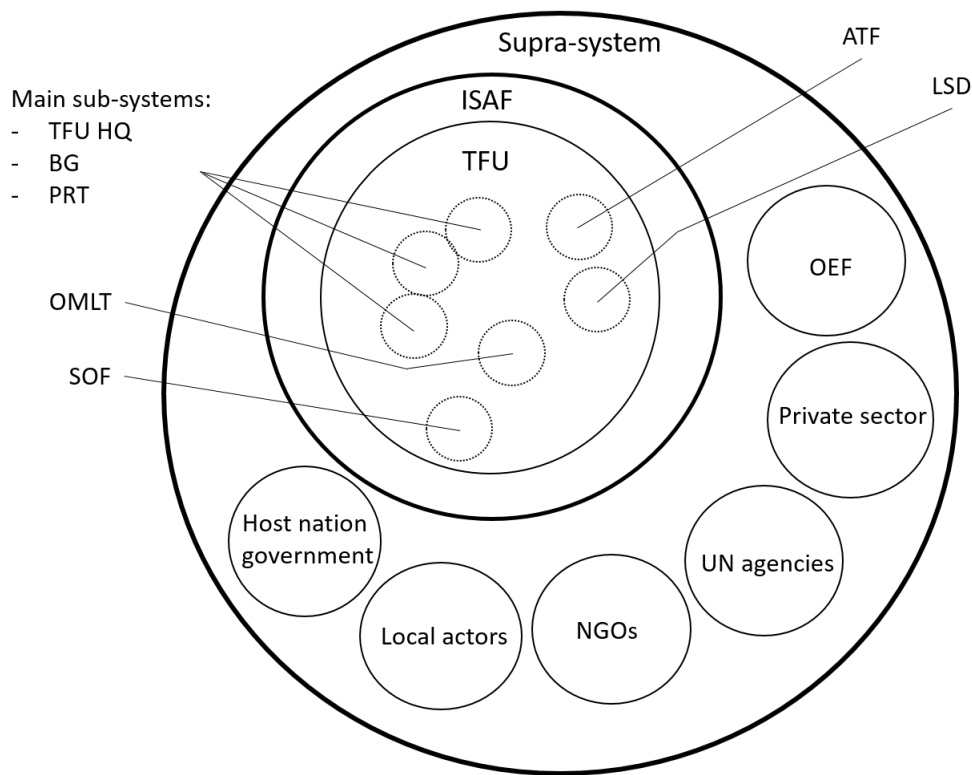 Supra-system
ATF
LSD
ISAF
Main sub-systems:
- TFU HQ
- BG
- PRT
TFU
OEF
OMLT
SOF
Private sector
Host nation
government
UN agencies
Local actors
NGOs